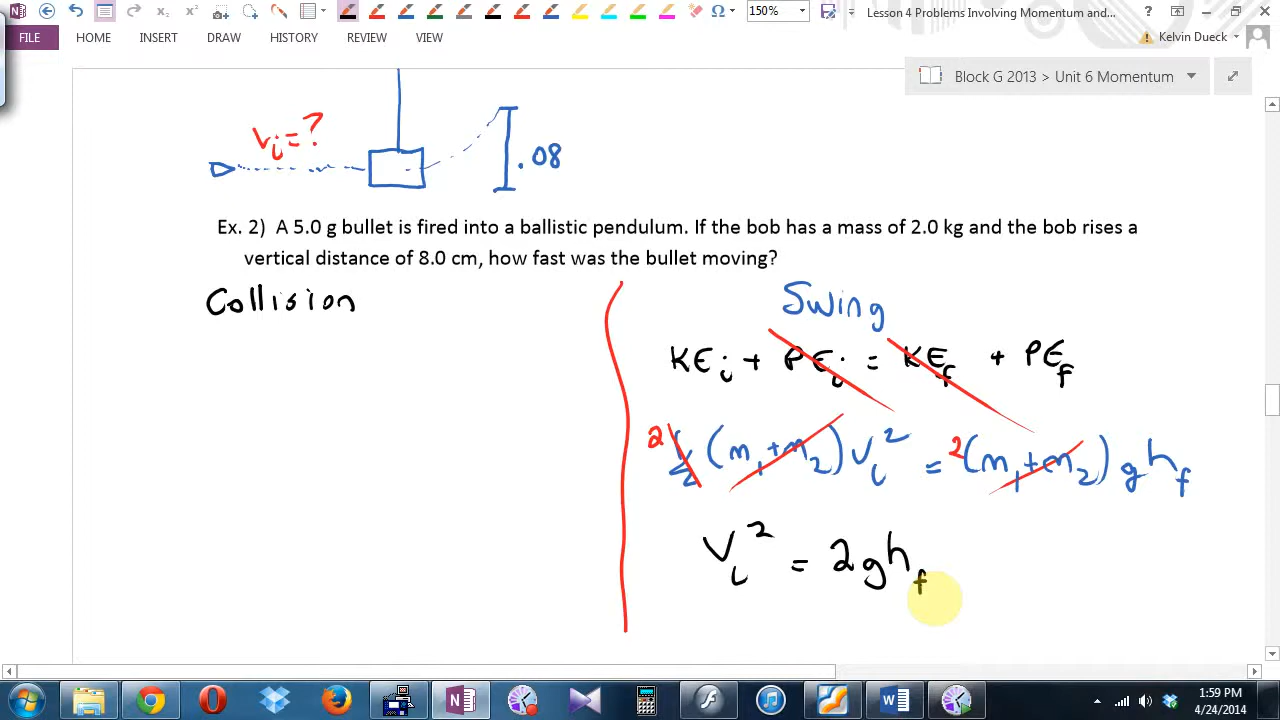 150%
Lesson 4 Problems Involving Momentum and...
FILE HOME INSERT DRAW HISTORY REVIEW VIEW
Kelvin Dueck
Block G 2013 > Unit 6 Momentum
vi = ?
.08
Ex. 2) A 5.0 g bullet is fired into a ballistic pendulum. If the bob has a mass of 2.0 kg and the bob rises a
vertical distance of 8.0 cm, how fast was the bullet moving?
Collision
Swing
KEi + PEi = KEf + PEf
2 ½ (m1+m2) Vi² = 2(m1+m2) g hf
Vi² = 2ghf
1:59 PM
4/24/2014